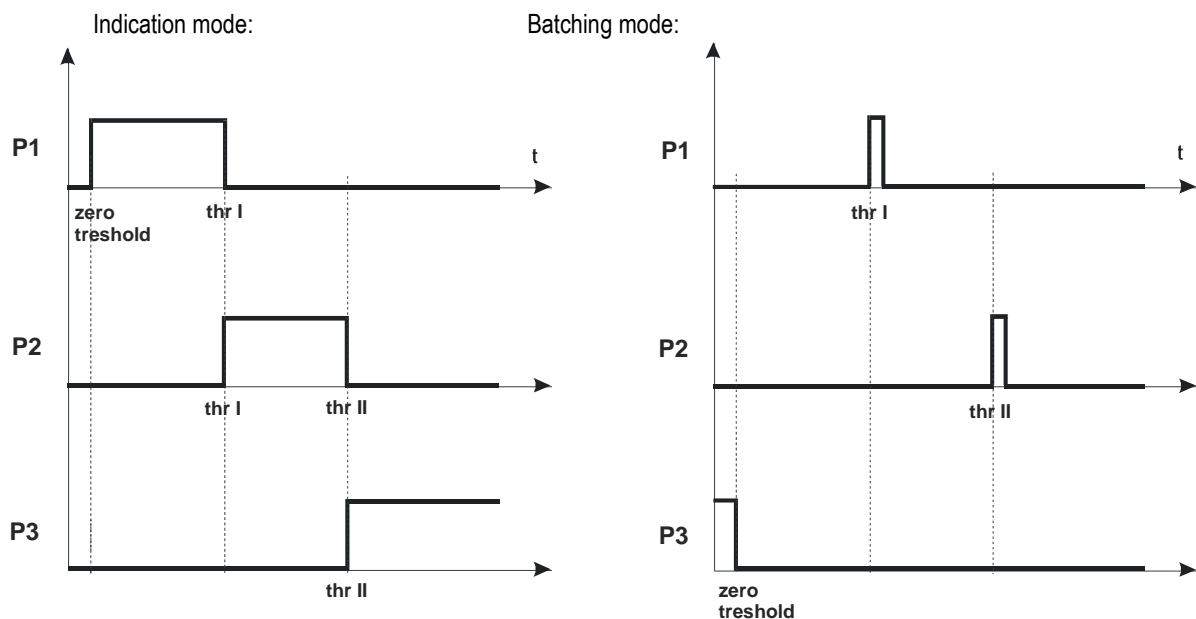 Indication mode:
P1
t
zero
treshold
thr I
P2
thr I
thr II
P3
thr II
Batching mode:
P1
t
thr I
P2
thr II
P3
zero
treshold